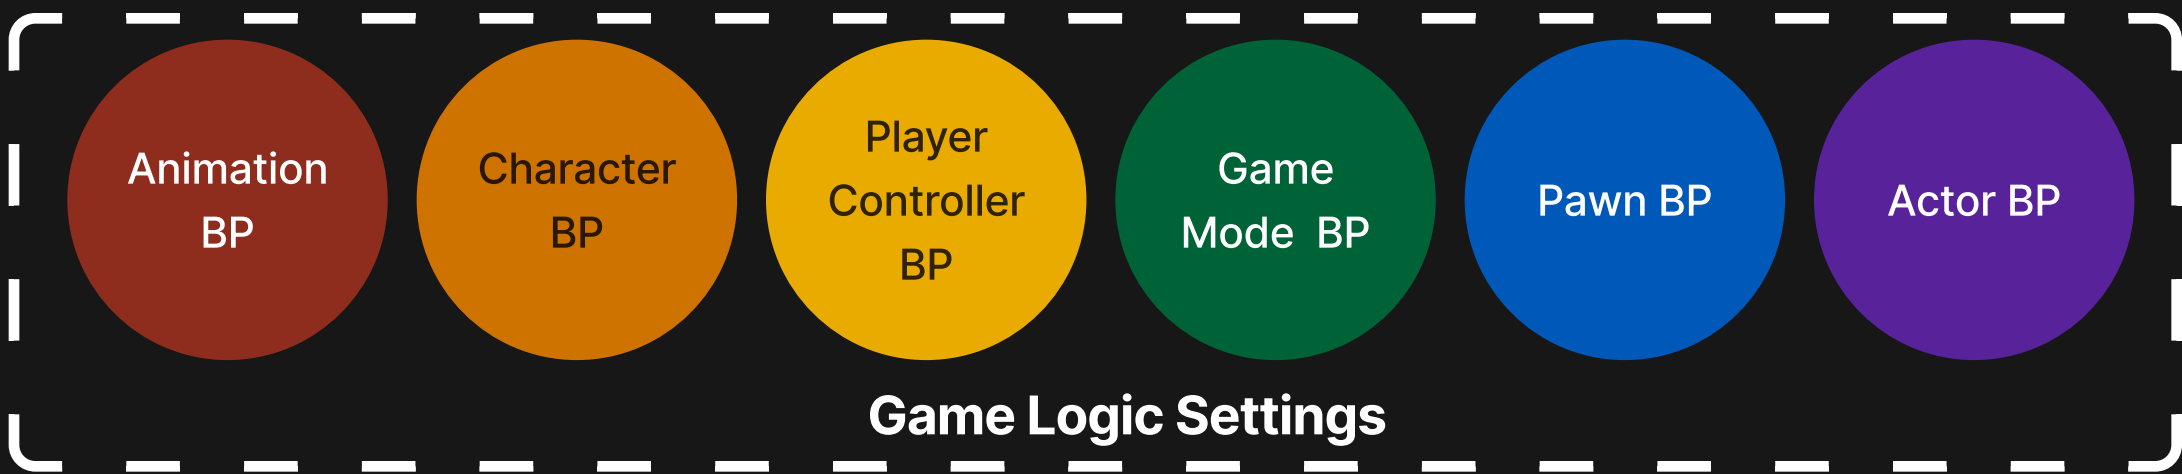 Animation
BP
Character
BP
Player
Controller
BP
Game
Mode  BP
Pawn BP
Actor BP
Game Logic Settings